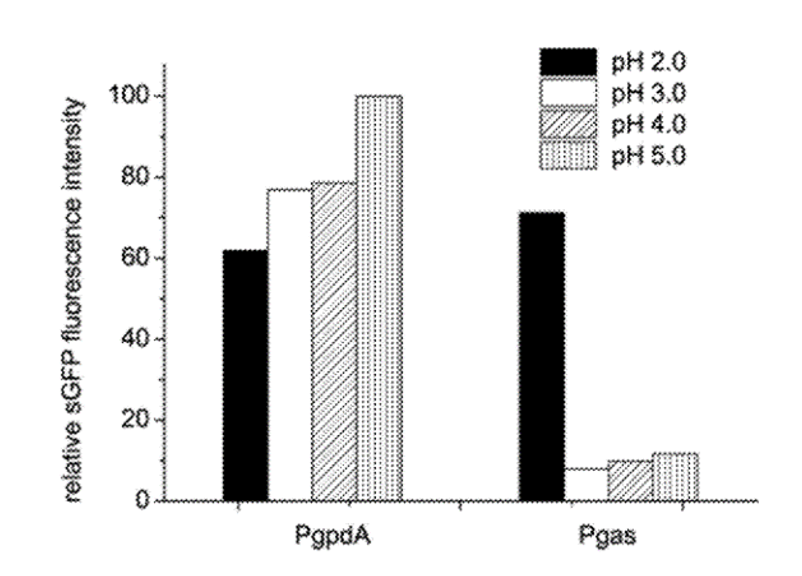 relative sGFP fluorescence intensity
100
80
60
40
20
0
pH 2.0
pH 3.0
pH 4.0
pH 5.0
PgpdA
Pgas